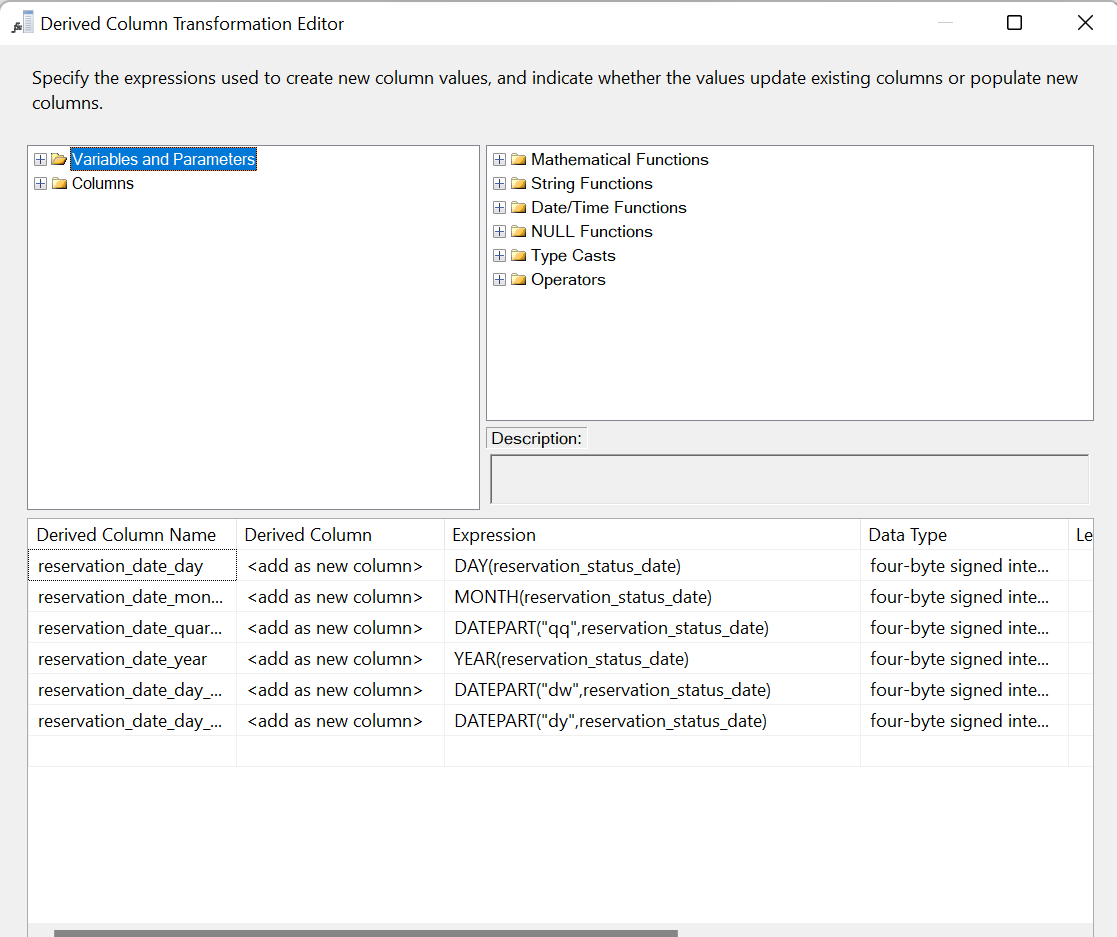 Derived Column Transformation Editor
Specify the expressions used to create new column values, and indicate whether the values update existing columns or populate new
columns.
Variables and Parameters
Columns
Mathematical Functions
String Functions
Date/Time Functions
NULL Functions
Type Casts
Operators
Description:
Derived Column Name Derived Column Expression Data Type Le
reservation_date_day <add as new column> DAY(reservation_status_date) four-byte signed inte...
reservation_date_mon... <add as new column> MONTH(reservation_status_date) four-byte signed inte...
reservation_date_quar... <add as new column> DATEPART("qq",reservation_status_date) four-byte signed inte...
reservation_date_year <add as new column> YEAR(reservation_status_date) four-byte signed inte...
reservation_date_day_... <add as new column> DATEPART("dw",reservation_status_date) four-byte signed inte...
reservation_date_day_... <add as new column> DATEPART("dy",reservation_status_date) four-byte signed inte...